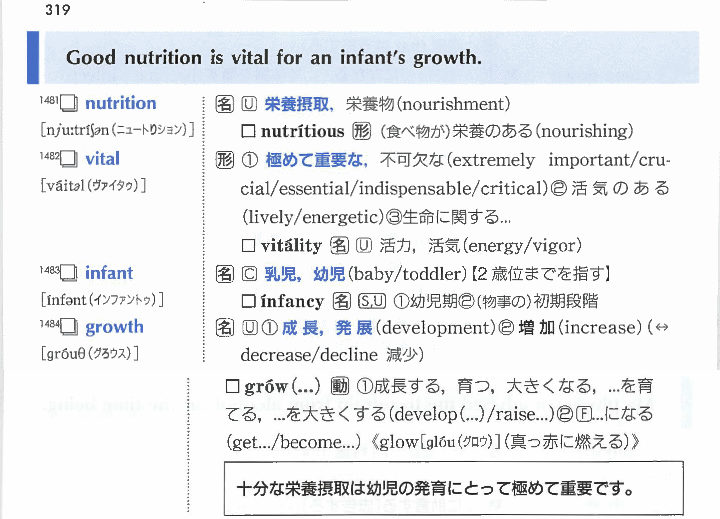 319
Good nutrition is vital for an infant's growth.
1481 □ nutrition 名 Ⓤ 栄養摂取, 栄養物(nourishment)
[njuːtríʃən(ニュートリション)] □ nutrítious 形 (食べ物が)栄養のある(nourishing)
1482 □ vital 形 ① 極めて重要な, 不可欠な(extremely important/cru-
[váitəl(ヴァイタゥ)] cial/essential/indispensable/critical)②活気のある
(lively/energetic)③生命に関する...
□ vitálity 名 Ⓤ 活力, 活気(energy/vigor)
1483 □ infant 名 Ⓒ 乳児, 幼児(baby/toddler)【2歳位までを指す】
[ínfənt(インファントゥ)] □ ínfancy 名 S,U ①幼児期②(物事の)初期段階
1484 □ growth 名 Ⓤ①成長, 発展(development)②増加(increase)(↔
[gróuθ(グろウス)] decrease/decline 減少)
□ grów(...) 動 ①成長する, 育つ, 大きくなる, ...を育
てる, ...を大きくする(develop(...)/raise...)②F...になる
(get.../become...)《glow[glóu(グロウ)](真っ赤に燃える)》
十分な栄養摂取は幼児の発育にとって極めて重要です。